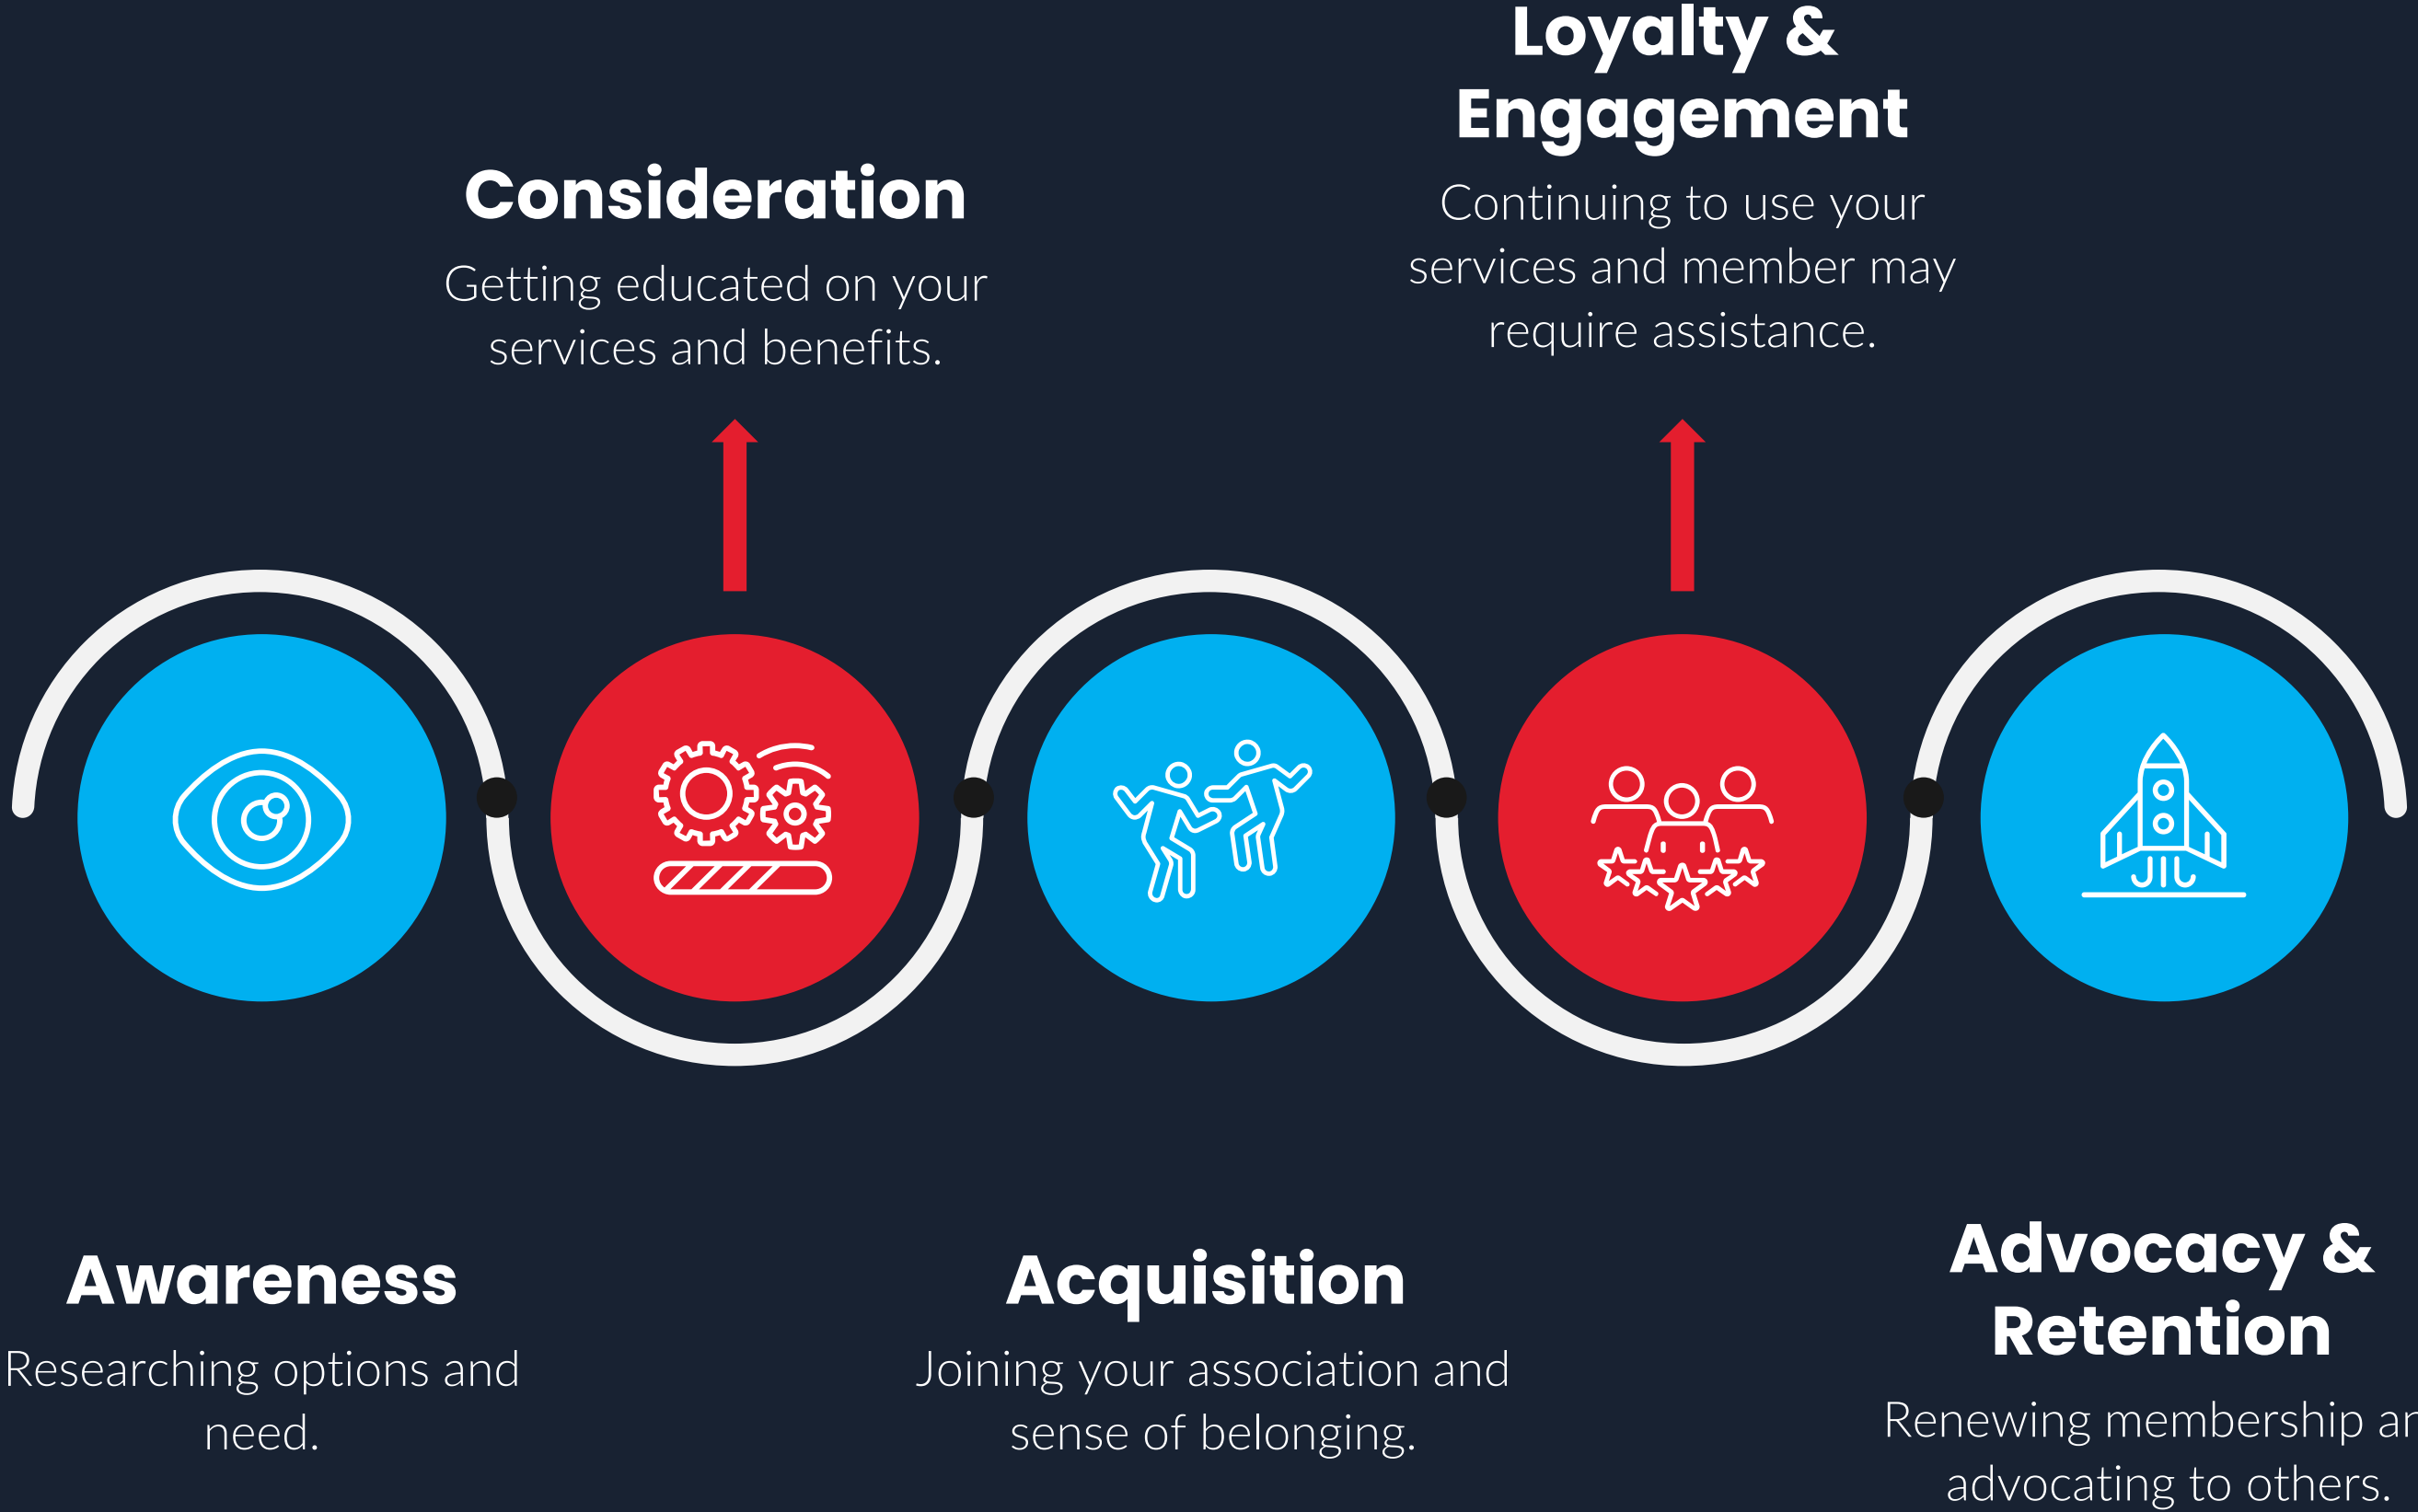 Awareness
Researching options and
need.
Consideration
Getting educated on your
services and benefits.
Acquisition
Joining your association and
sense of belonging.
Loyalty &
Engagement
Continuing to use your
services and member may
require assistance.
Advocacy &
Retention
Renewing membership
advocating to others.